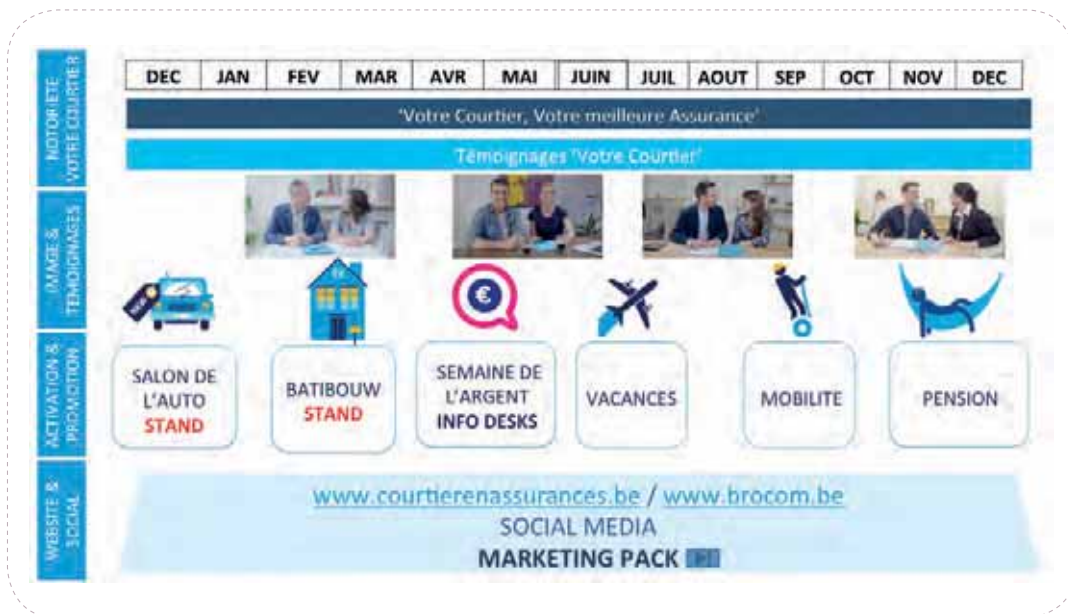 NOTORIETE
VOTRE COURTIER
DEC JAN FEV MAR AVR MAI JUIN JUIL AOUT SEP OCT NOV DEC
'Votre Courtier, Votre meilleure Assurance'
Témoignages 'Votre Courtier'
IMAGE &
TEMOIGNAGES
ACTIVATION &
PROMOTION
SALON DE
L'AUTO
STAND
BATIBOUW
STAND
SEMAINE DE
L'ARGENT
INFO DESKS
VACANCES
MOBILITE
PENSION
WEBSITE &
SOCIAL
www.courtierenassurances.be / www.brocom.be
SOCIAL MEDIA
MARKETING PACK